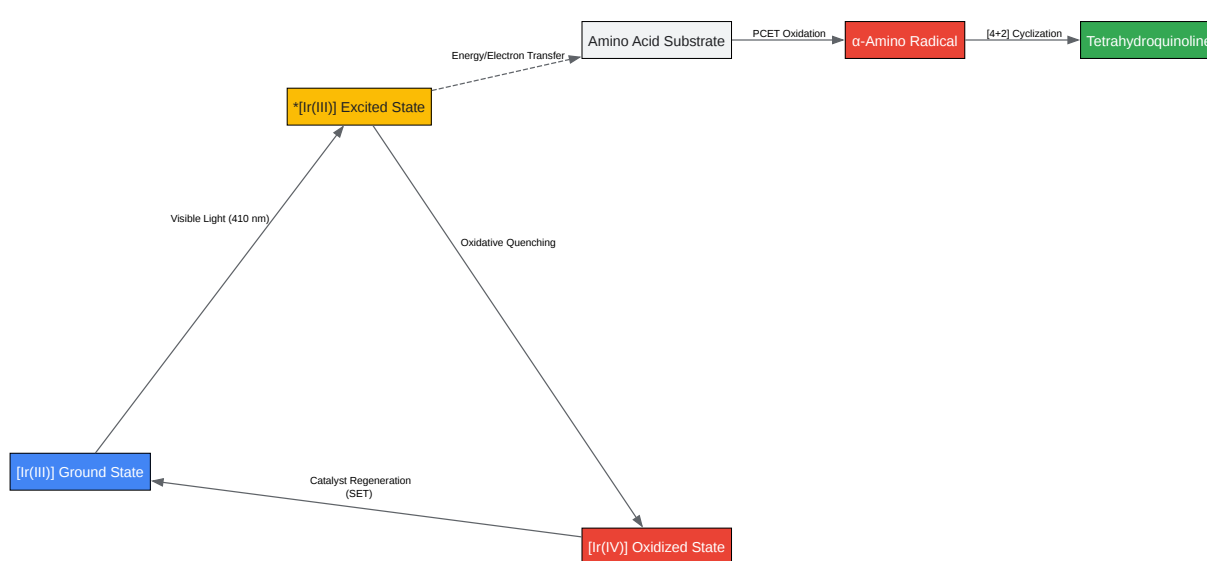 Amino Acid Substrate
PCET Oxidation
α-Amino Radical
[4+2] Cyclization
Tetrahydroquinoline
Energy/Electron Transfer
*[Ir(III)] Excited State
Visible Light (410 nm)
Oxidative Quenching
[Ir(III)] Ground State
Catalyst Regeneration
(SET)
[Ir(IV)] Oxidized State